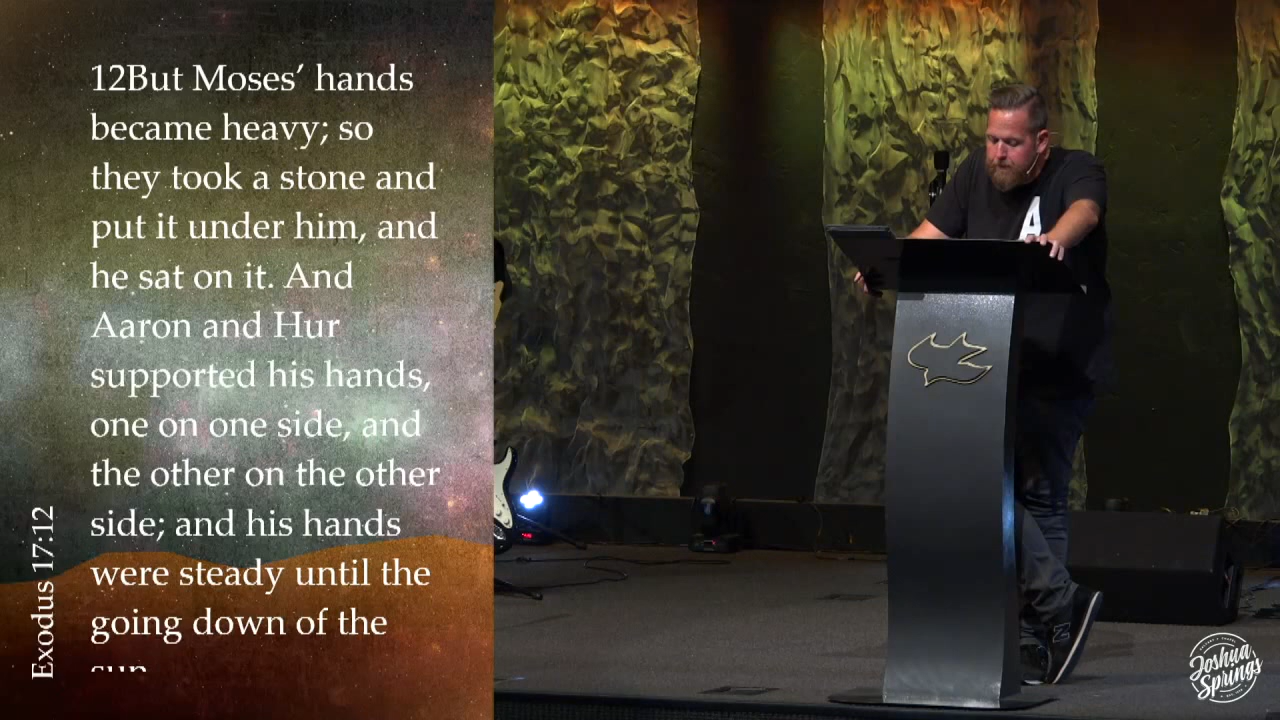 12But Moses’ hands
became heavy; so
they took a stone and
put it under him, and
he sat on it. And
Aaron and Hur
supported his hands,
one on one side, and
the other on the other
side; and his hands
were steady until the
going down of the
sun.
Exodus 17:12
A
Joshua
Springs